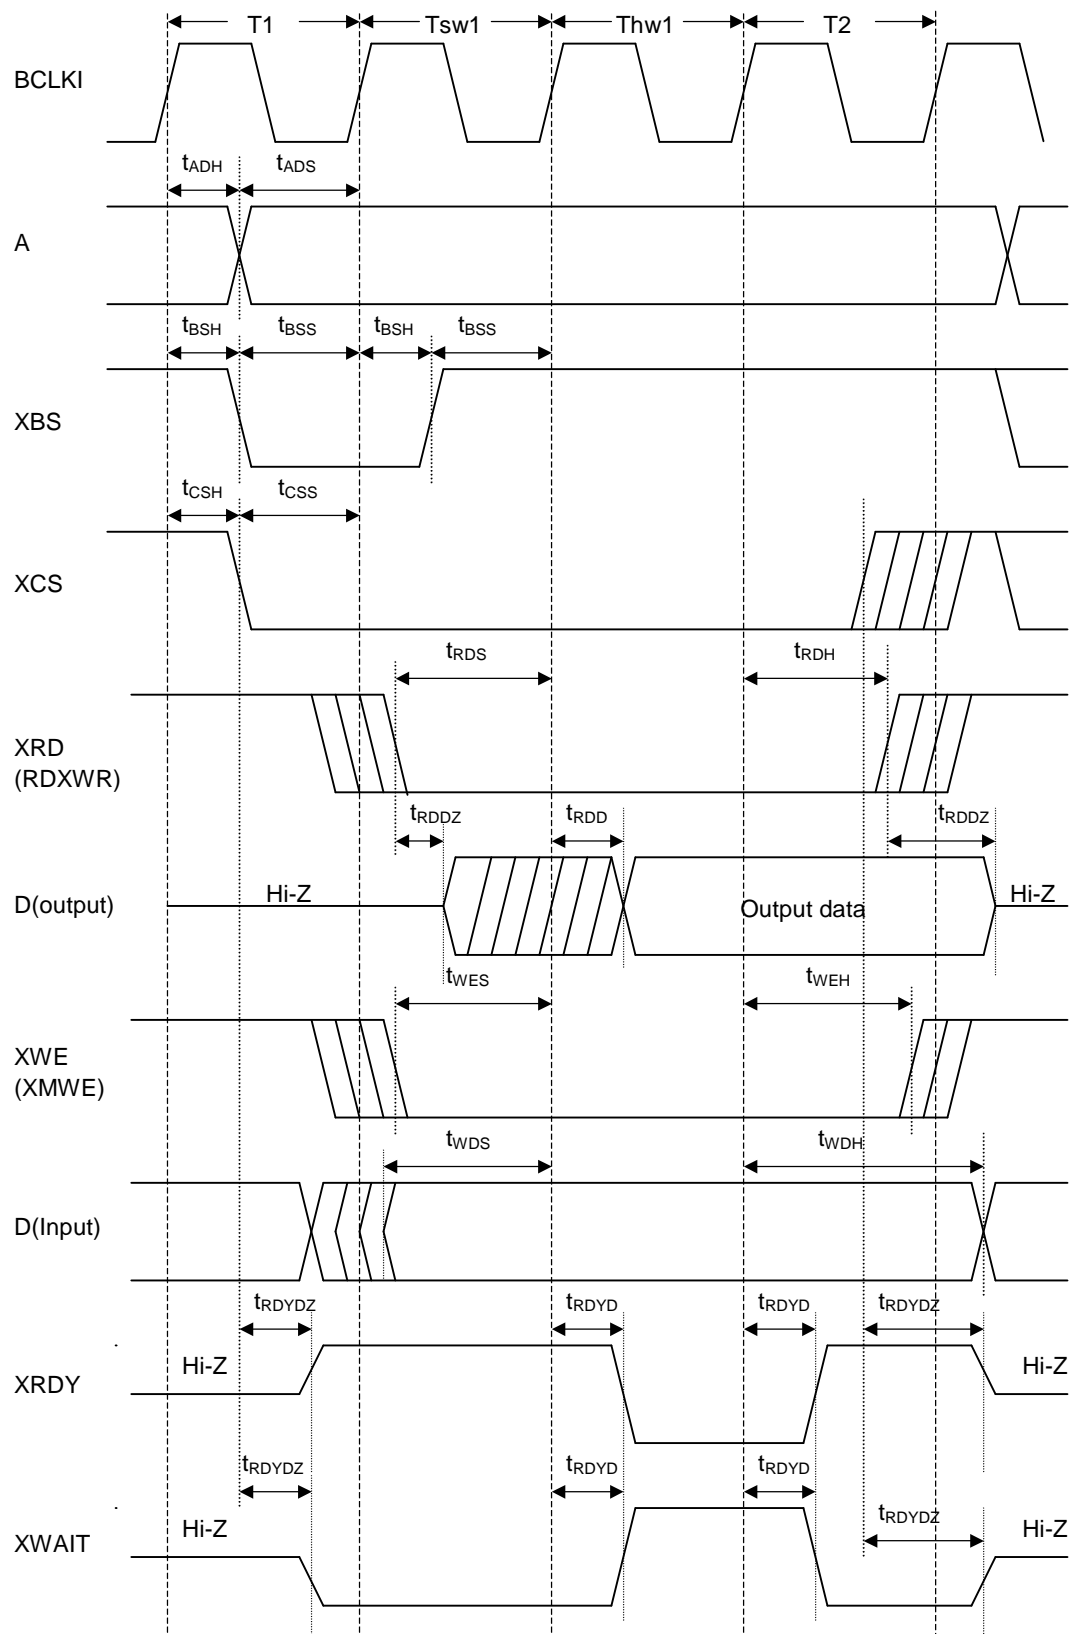 T1 Tsw1 Thw1 T2
BCLKI
tADH tADS
A
tBSH tBSS tBSH tBSS
XBS
tCSH tCSS
XCS
tRDS tRDH
XRD
(RDXWR)
tRDDZ tRDD tRDDZ
D(output) Hi-Z Output data Hi-Z
tWES tWEH
XWE
(XMWE)
tWDS tWDH
D(Input)
tRDYDZ tRDYD tRDYD tRDYDZ
Hi-Z Hi-Z
XRDY
tRDYDZ tRDYD tRDYD
tRDYDZ
Hi-Z Hi-Z
XWAIT